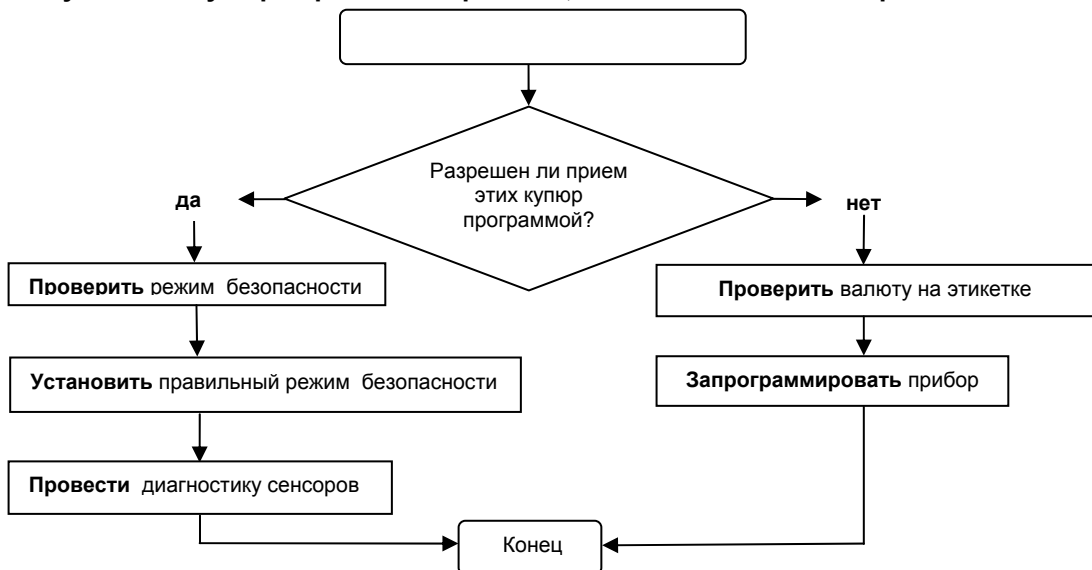 Разрешен ли прием
этих купюр
программой?
да
нет
Проверить режим безопасности
Проверить валюту на этикетке
Установить правильный режим безопасности
Запрограммировать прибор
Провести диагностику сенсоров
Конец